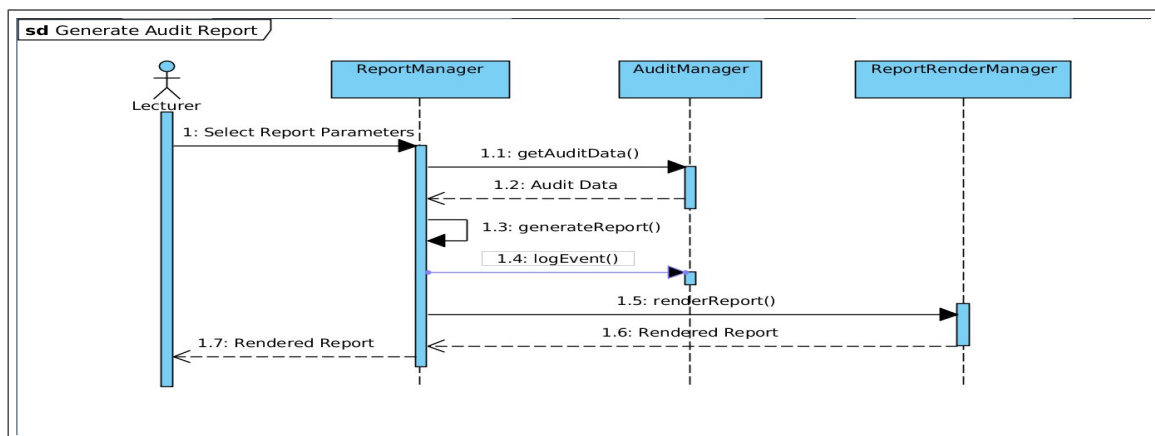 sd Generate Audit Report
ReportManager
AuditManager
ReportRenderManager
Lecturer
1: Select Report Parameters
1.1: getAuditData()
1.2: Audit Data
1.3: generateReport()
1.4: logEvent()
1.5: renderReport()
1.6: Rendered Report
1.7: Rendered Report